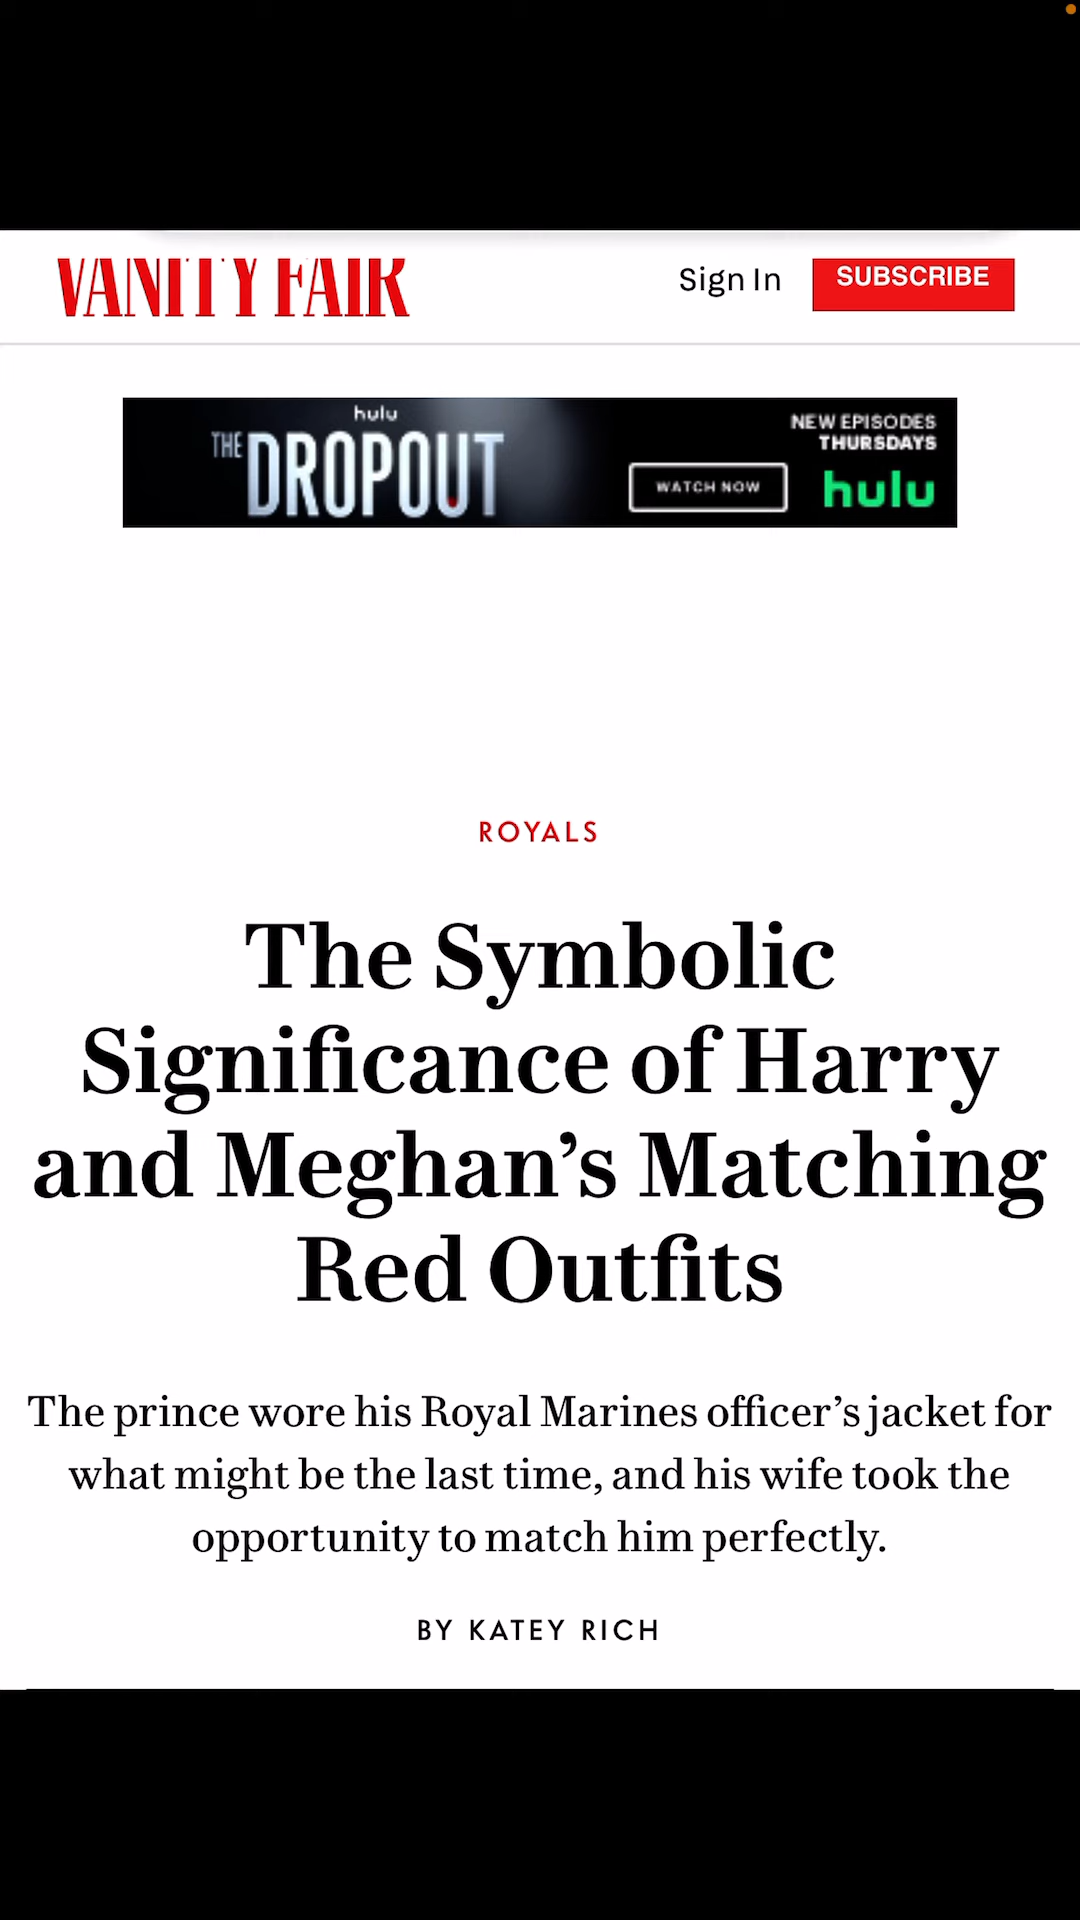 VANITY FAIR
Sign In
SUBSCRIBE
hulu
THE
DROPOUT
WATCH NOW
NEW EPISODES
THURSDAYS
hulu
ROYALS
The Symbolic
Significance of Harry
and Meghan’s Matching
Red Outfits
The prince wore his Royal Marines officer’s jacket for
what might be the last time, and his wife took the
opportunity to match him perfectly.
BY KATEY RICH